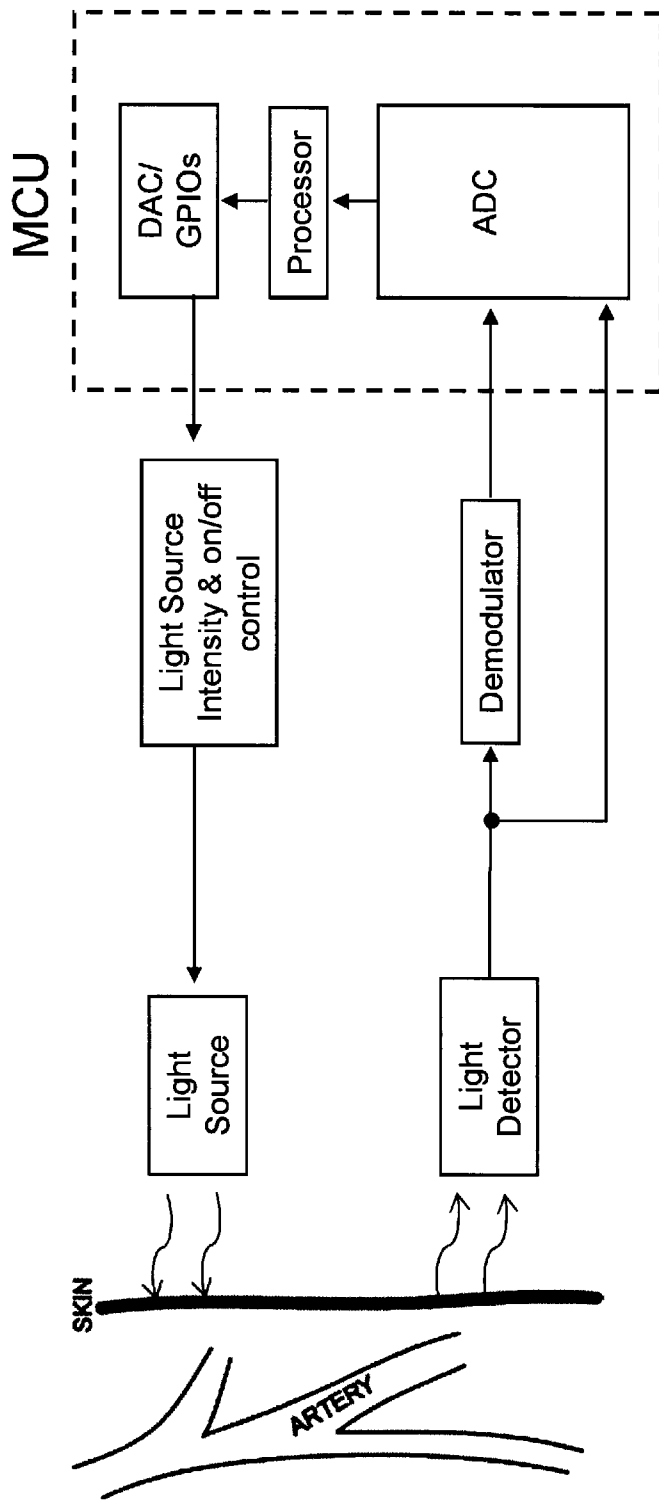 MCU
SKIN
ARTERY
Light
Source
Light Source
Intensity & on/off
control
DAC/
GPIOs
Processor
ADC
Light
Detector
Demodulator